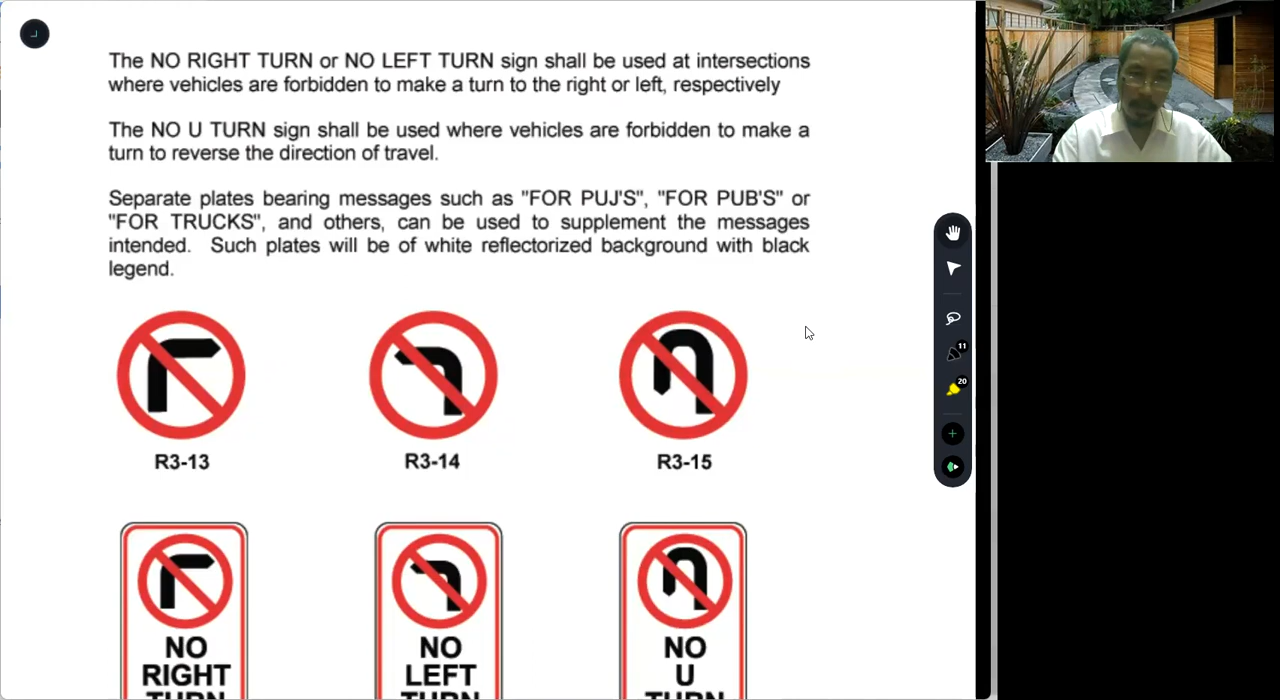 The NO RIGHT TURN or NO LEFT TURN sign shall be used at intersections
where vehicles are forbidden to make a turn to the right or left, respectively
The NO U TURN sign shall be used where vehicles are forbidden to make a
turn to reverse the direction of travel.
Separate plates bearing messages such as "FOR PUJ'S", "FOR PUB'S" or
"FOR TRUCKS", and others, can be used to supplement the messages
intended. Such plates will be of white reflectorized background with black
legend.
11
20
R3-13 R3-14 R3-15
NO NO NO
RIGHT LEFT U
TURN TURN TURN